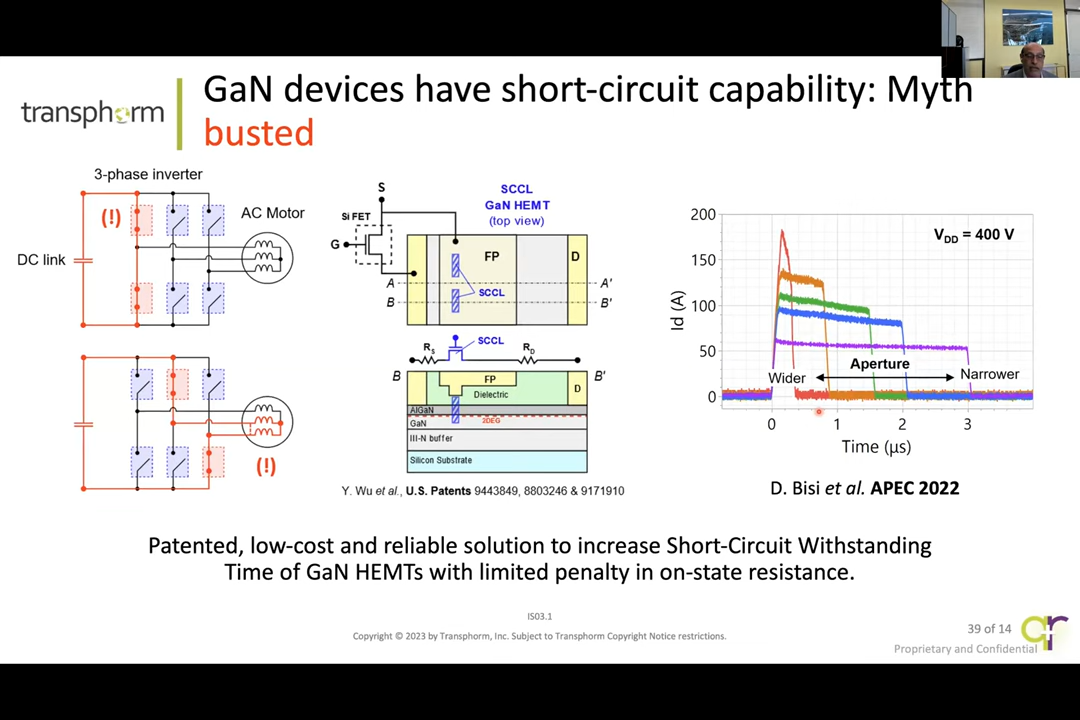 transphorm
GaN devices have short-circuit capability: Myth
busted
3-phase inverter
(!)
AC Motor
DC link
(!)
S
Si FET
G
SCCL
GaN HEMT
(top view)
FP
D
SCCL
A
A'
B
B'
SCCL
Rs
RD
B
B'
FP
D
Dielectric
AlGaN
GaN
2DEG
III-N buffer
Silicon Substrate
Y. Wu et al., U.S. Patents 9443849, 8803246 & 9171910
200
150
100
50
0
Id (A)
VDD = 400 V
Aperture
Wider
Narrower
0
1
2
3
Time (µs)
D. Bisi et al. APEC 2022
Patented, low-cost and reliable solution to increase Short-Circuit Withstanding
Time of GaN HEMTs with limited penalty in on-state resistance.
IS03.1
Copyright © 2023 by Transphorm, Inc. Subject to Transphorm Copyright Notice restrictions.
39 of 14
Proprietary and Confidential